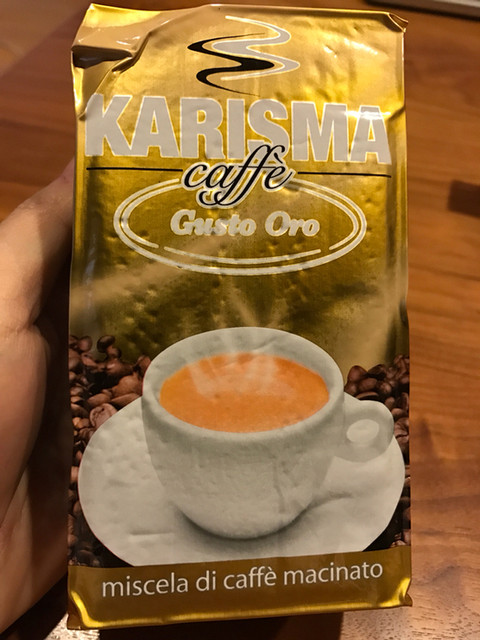 KARISMA
caffè
Gusto Oro
miscela di caffè macinato